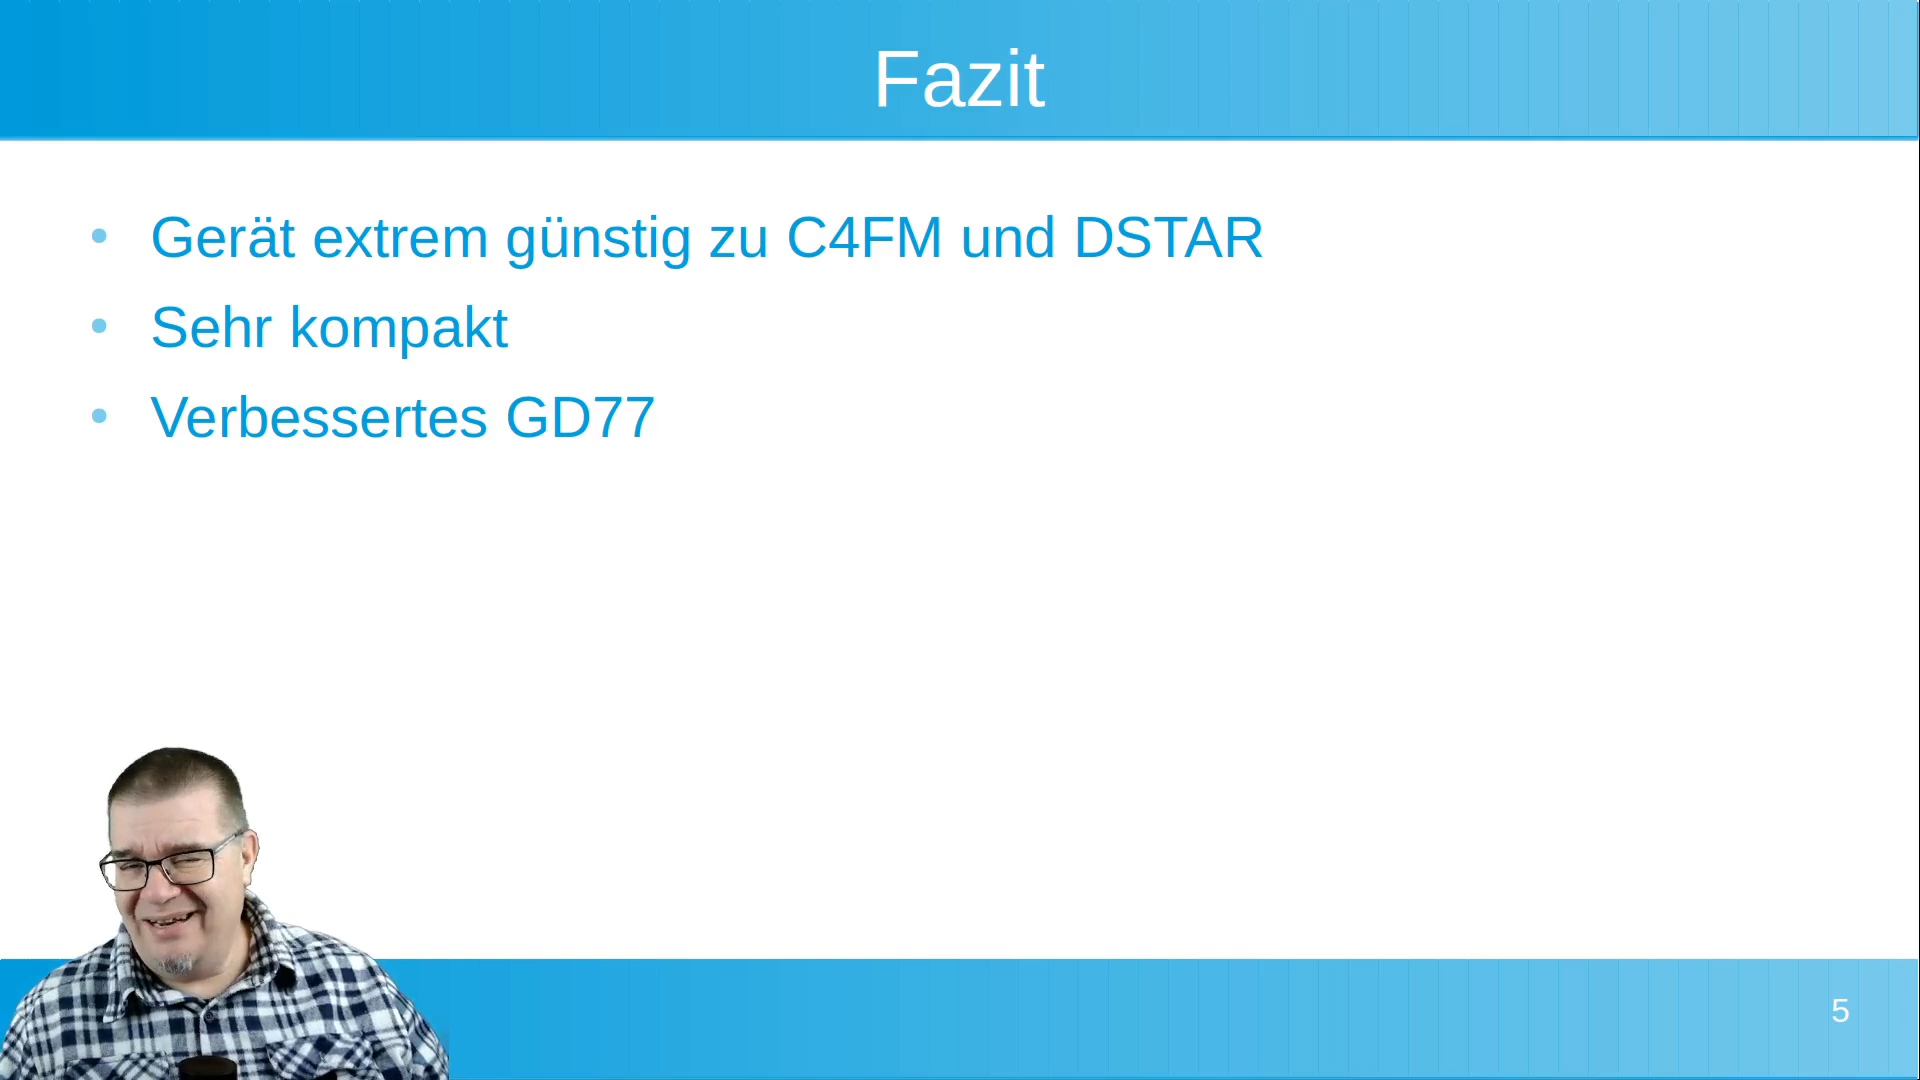 Fazit
Gerät extrem günstig zu C4FM und DSTAR
Sehr kompakt
Verbessertes GD77
5